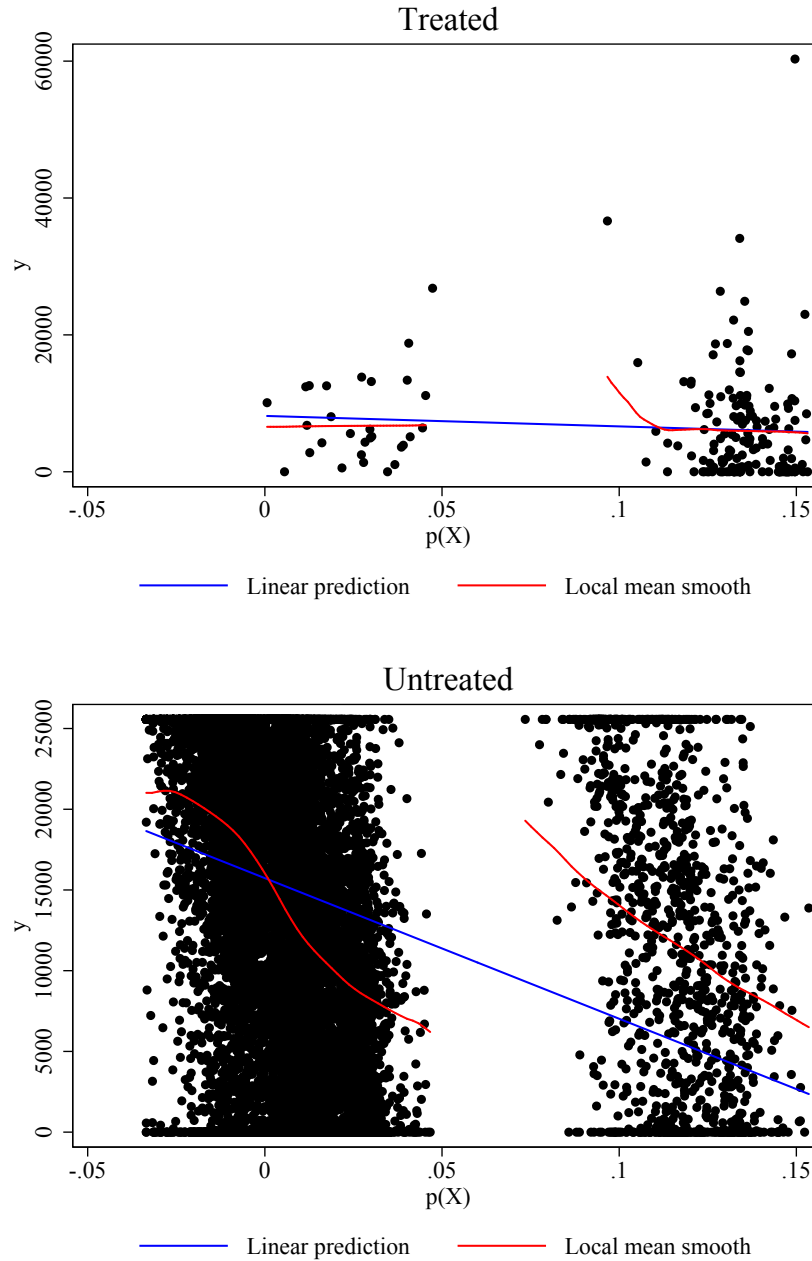 Treated
60000
40000
20000
0
y
-.05 0 .05 .1 .15
p(X)
Linear prediction Local mean smooth
Untreated
25000
20000
15000
10000
5000
0
y
-.05 0 .05 .1 .15
p(X)
Linear prediction Local mean smooth